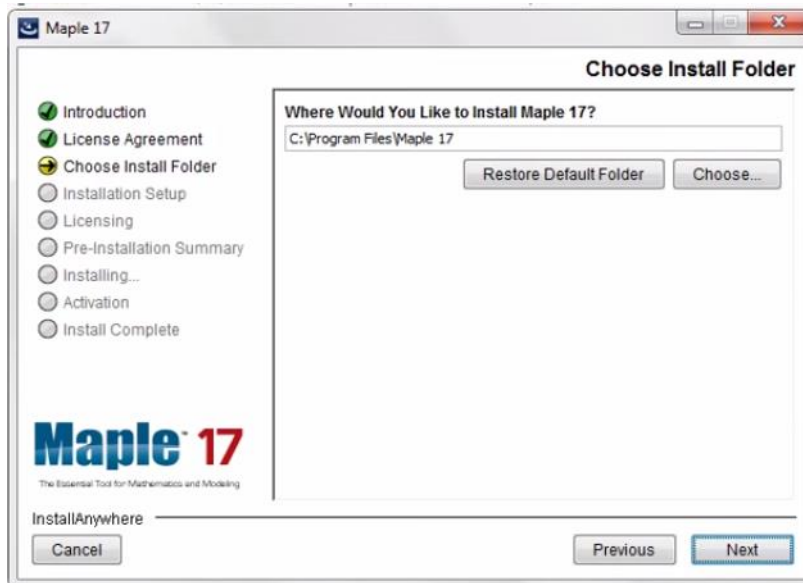 Maple 17
Choose Install Folder
Introduction
License Agreement
Choose Install Folder
Installation Setup
Licensing
Pre-Installation Summary
Installing...
Activation
Install Complete
Where Would You Like to Install Maple 17?
C:\Program Files\Maple 17
Restore Default Folder
Choose...
Maple™ 17
The Essential Tool for Mathematics and Modeling
InstallAnywhere
Cancel
Previous
Next